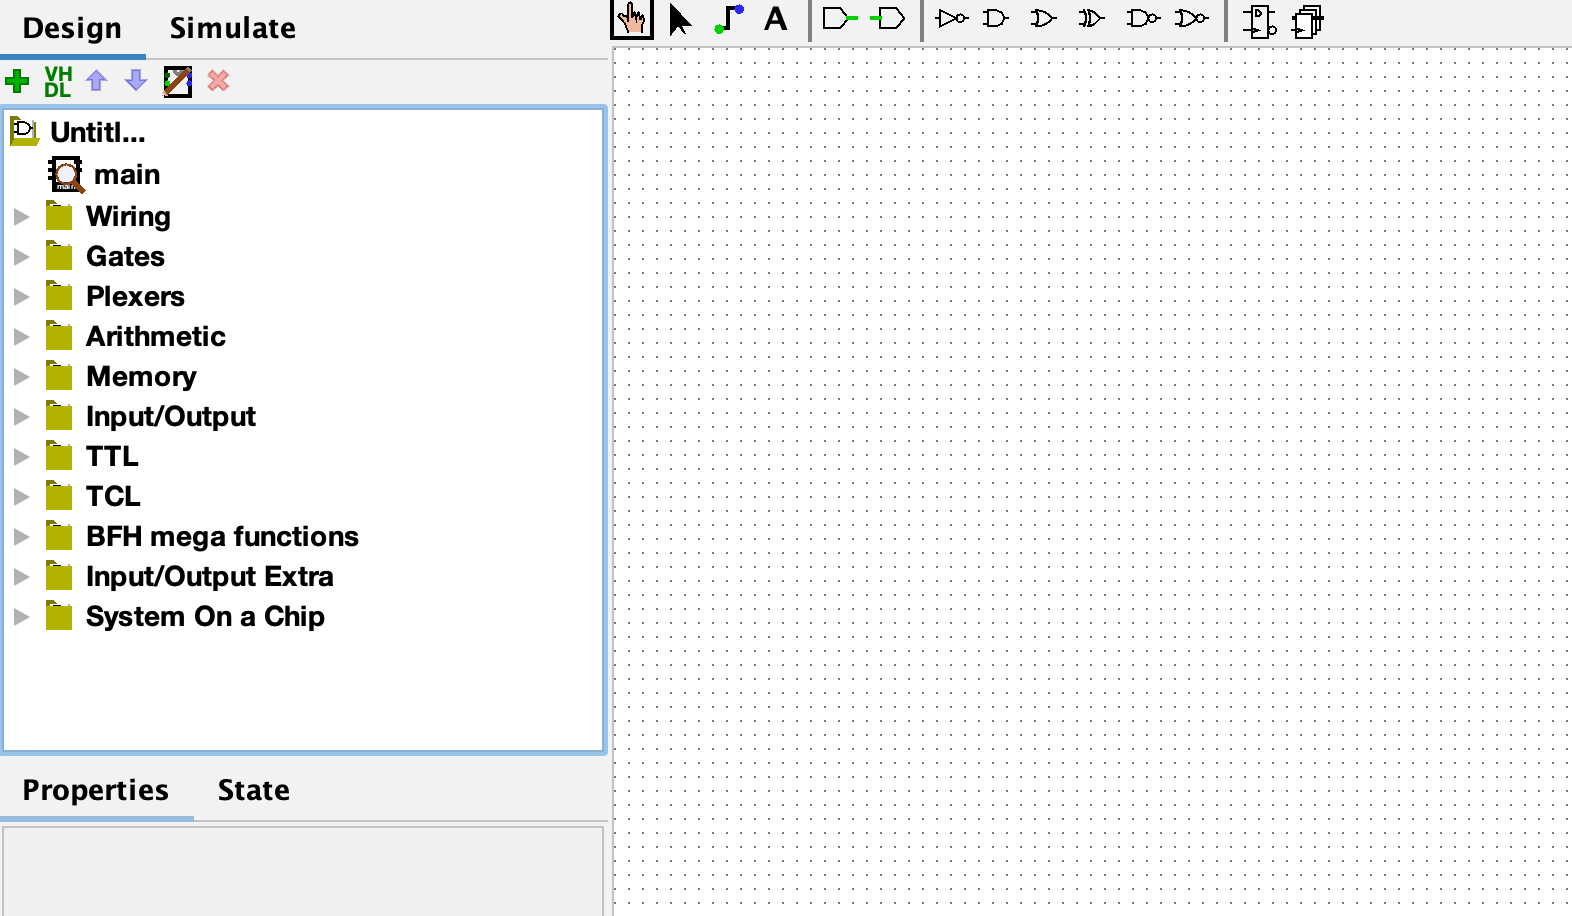 Design Simulate
A
VH
DL
Untitl...
main
Wiring
Gates
Plexers
Arithmetic
Memory
Input/Output
TTL
TCL
BFH mega functions
Input/Output Extra
System On a Chip
Properties State